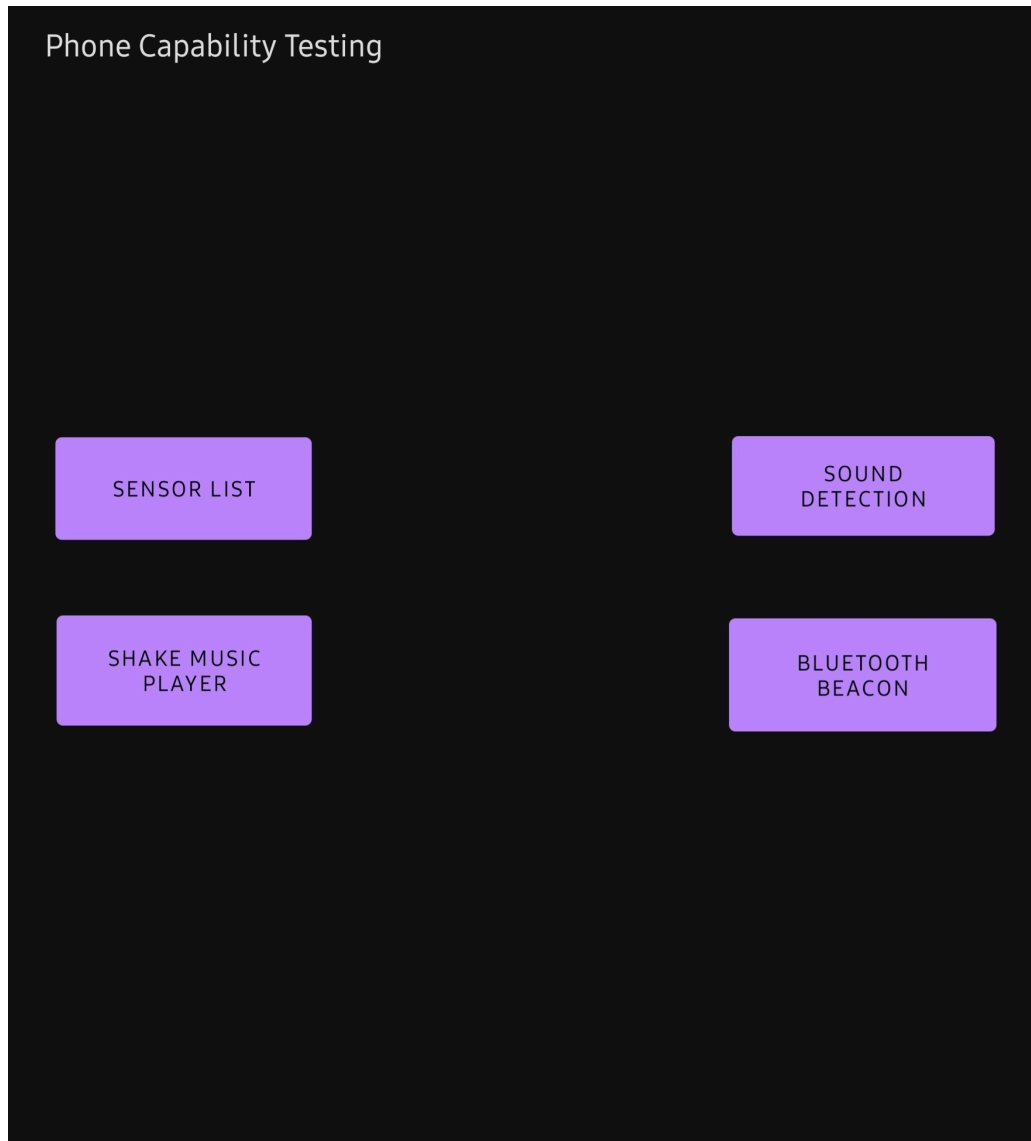 Phone Capability Testing
SENSOR LIST
SOUND
DETECTION
SHAKE MUSIC
PLAYER
BLUETOOTH
BEACON